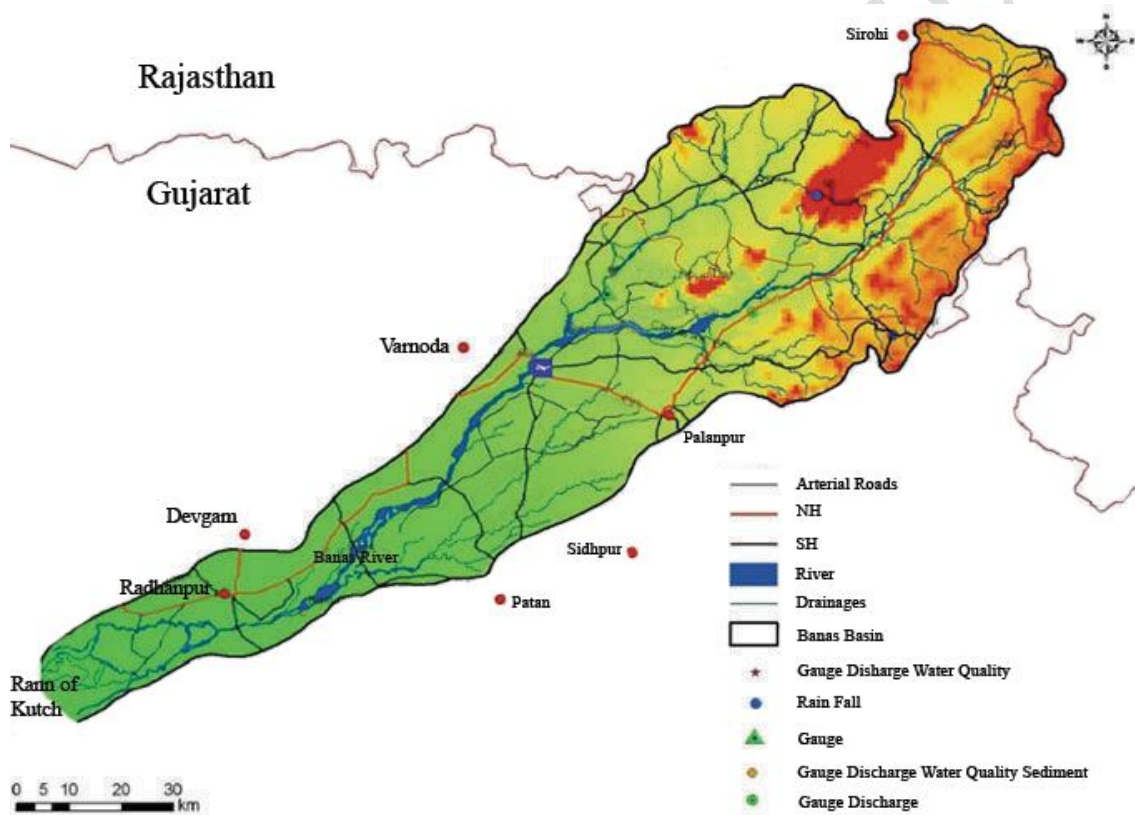 Sirohi
Rajasthan
Gujarat
Varnoda
Palanpur
Devgam
Sidhpur
Banas River
Radhanpur
Patan
Rann of
Kutch
Arterial Roads
NH
SH
River
Drainages
Banas Basin
Gauge Disharge Water Quality
Rain Fall
Gauge
Gauge Discharge Water Quality Sediment
Gauge Discharge
0 5 10 20 30
km